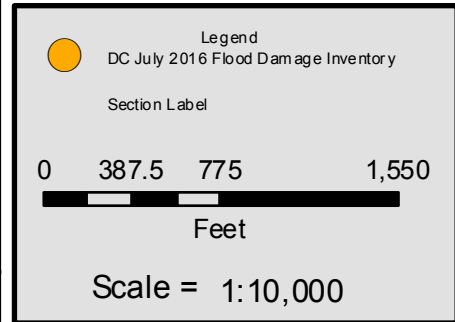 Legend
DC July 2016 Flood Damage Inventory
Section Label
0 387.5 775 1,550
Feet
Scale = 1:10,000